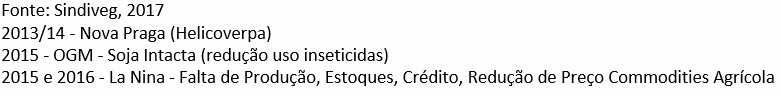 Fonte: Sindiveg, 2017
2013/14 - Nova Praga (Helicoverpa)
2015 - OGM - Soja Intacta (redução uso inseticidas)
2015 e 2016 - La Nina - Falta de Produção, Estoques, Crédito, Redução de Preço Commodities Agrícola